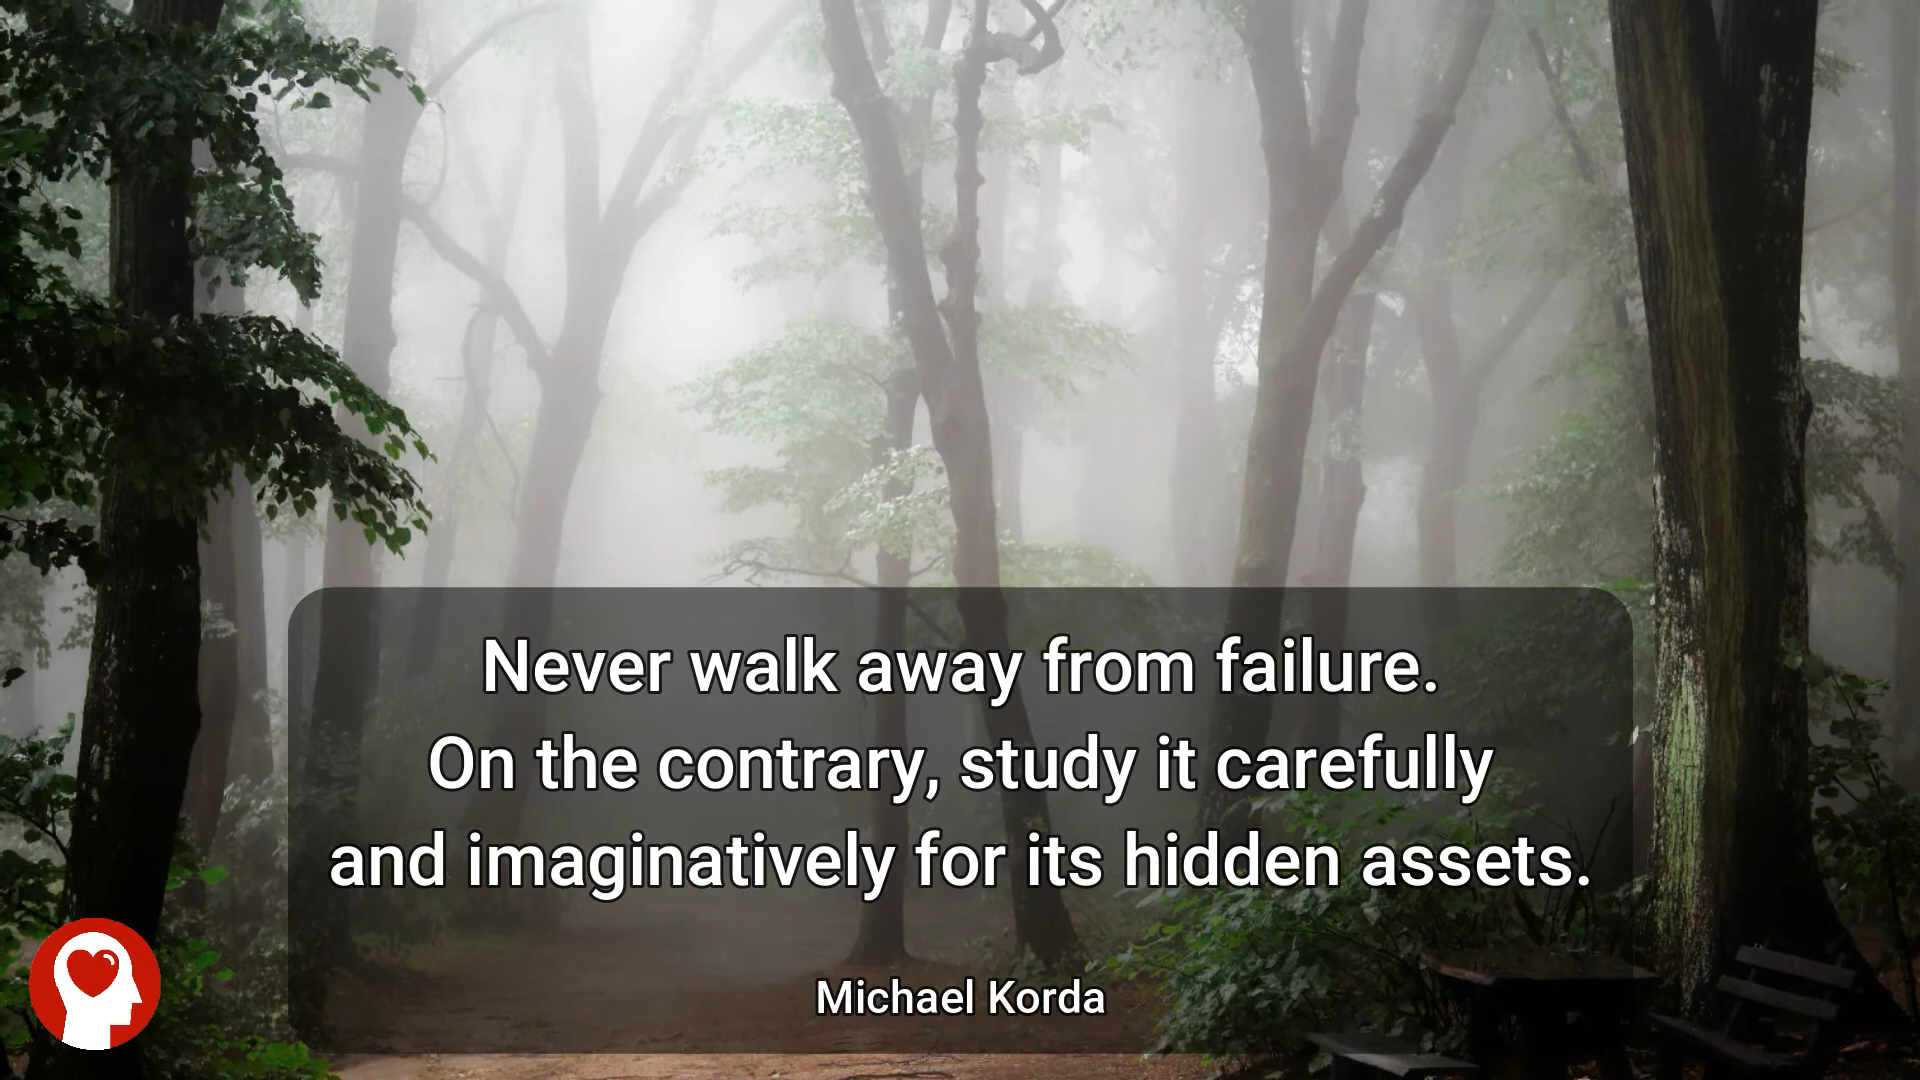 Never walk away from failure.
On the contrary, study it carefully
and imaginatively for its hidden assets.
Michael Korda